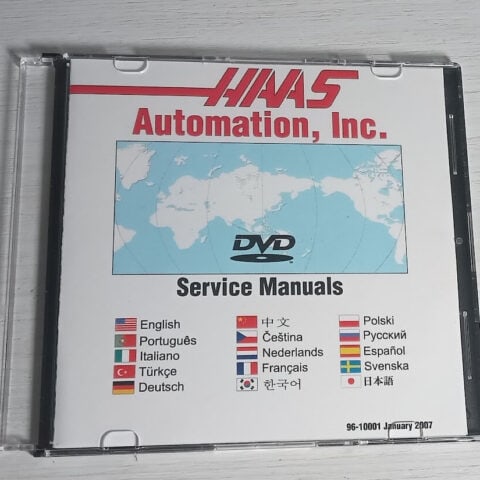 HAAS
Automation, Inc.
DVD
Service Manuals
English
Português
Italiano
Türkçe
Deutsch
中文
Čeština
Nederlands
Français
한국어
Polski
Русский
Español
Svenska
日本語
96-10001 January 2007